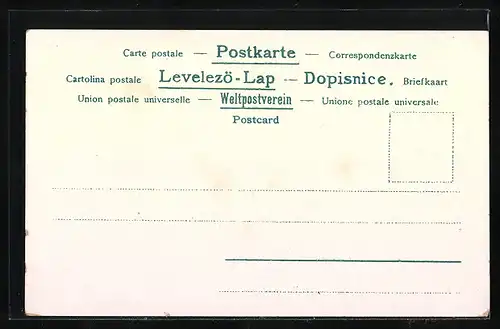 Carte postale — Postkarte — Correspondenzkarte
Cartolina postale Levelezö-Lap — Dopisnice. Briefkaart
Union postale universelle — Weltpostverein — Unione postale universale
Postcard